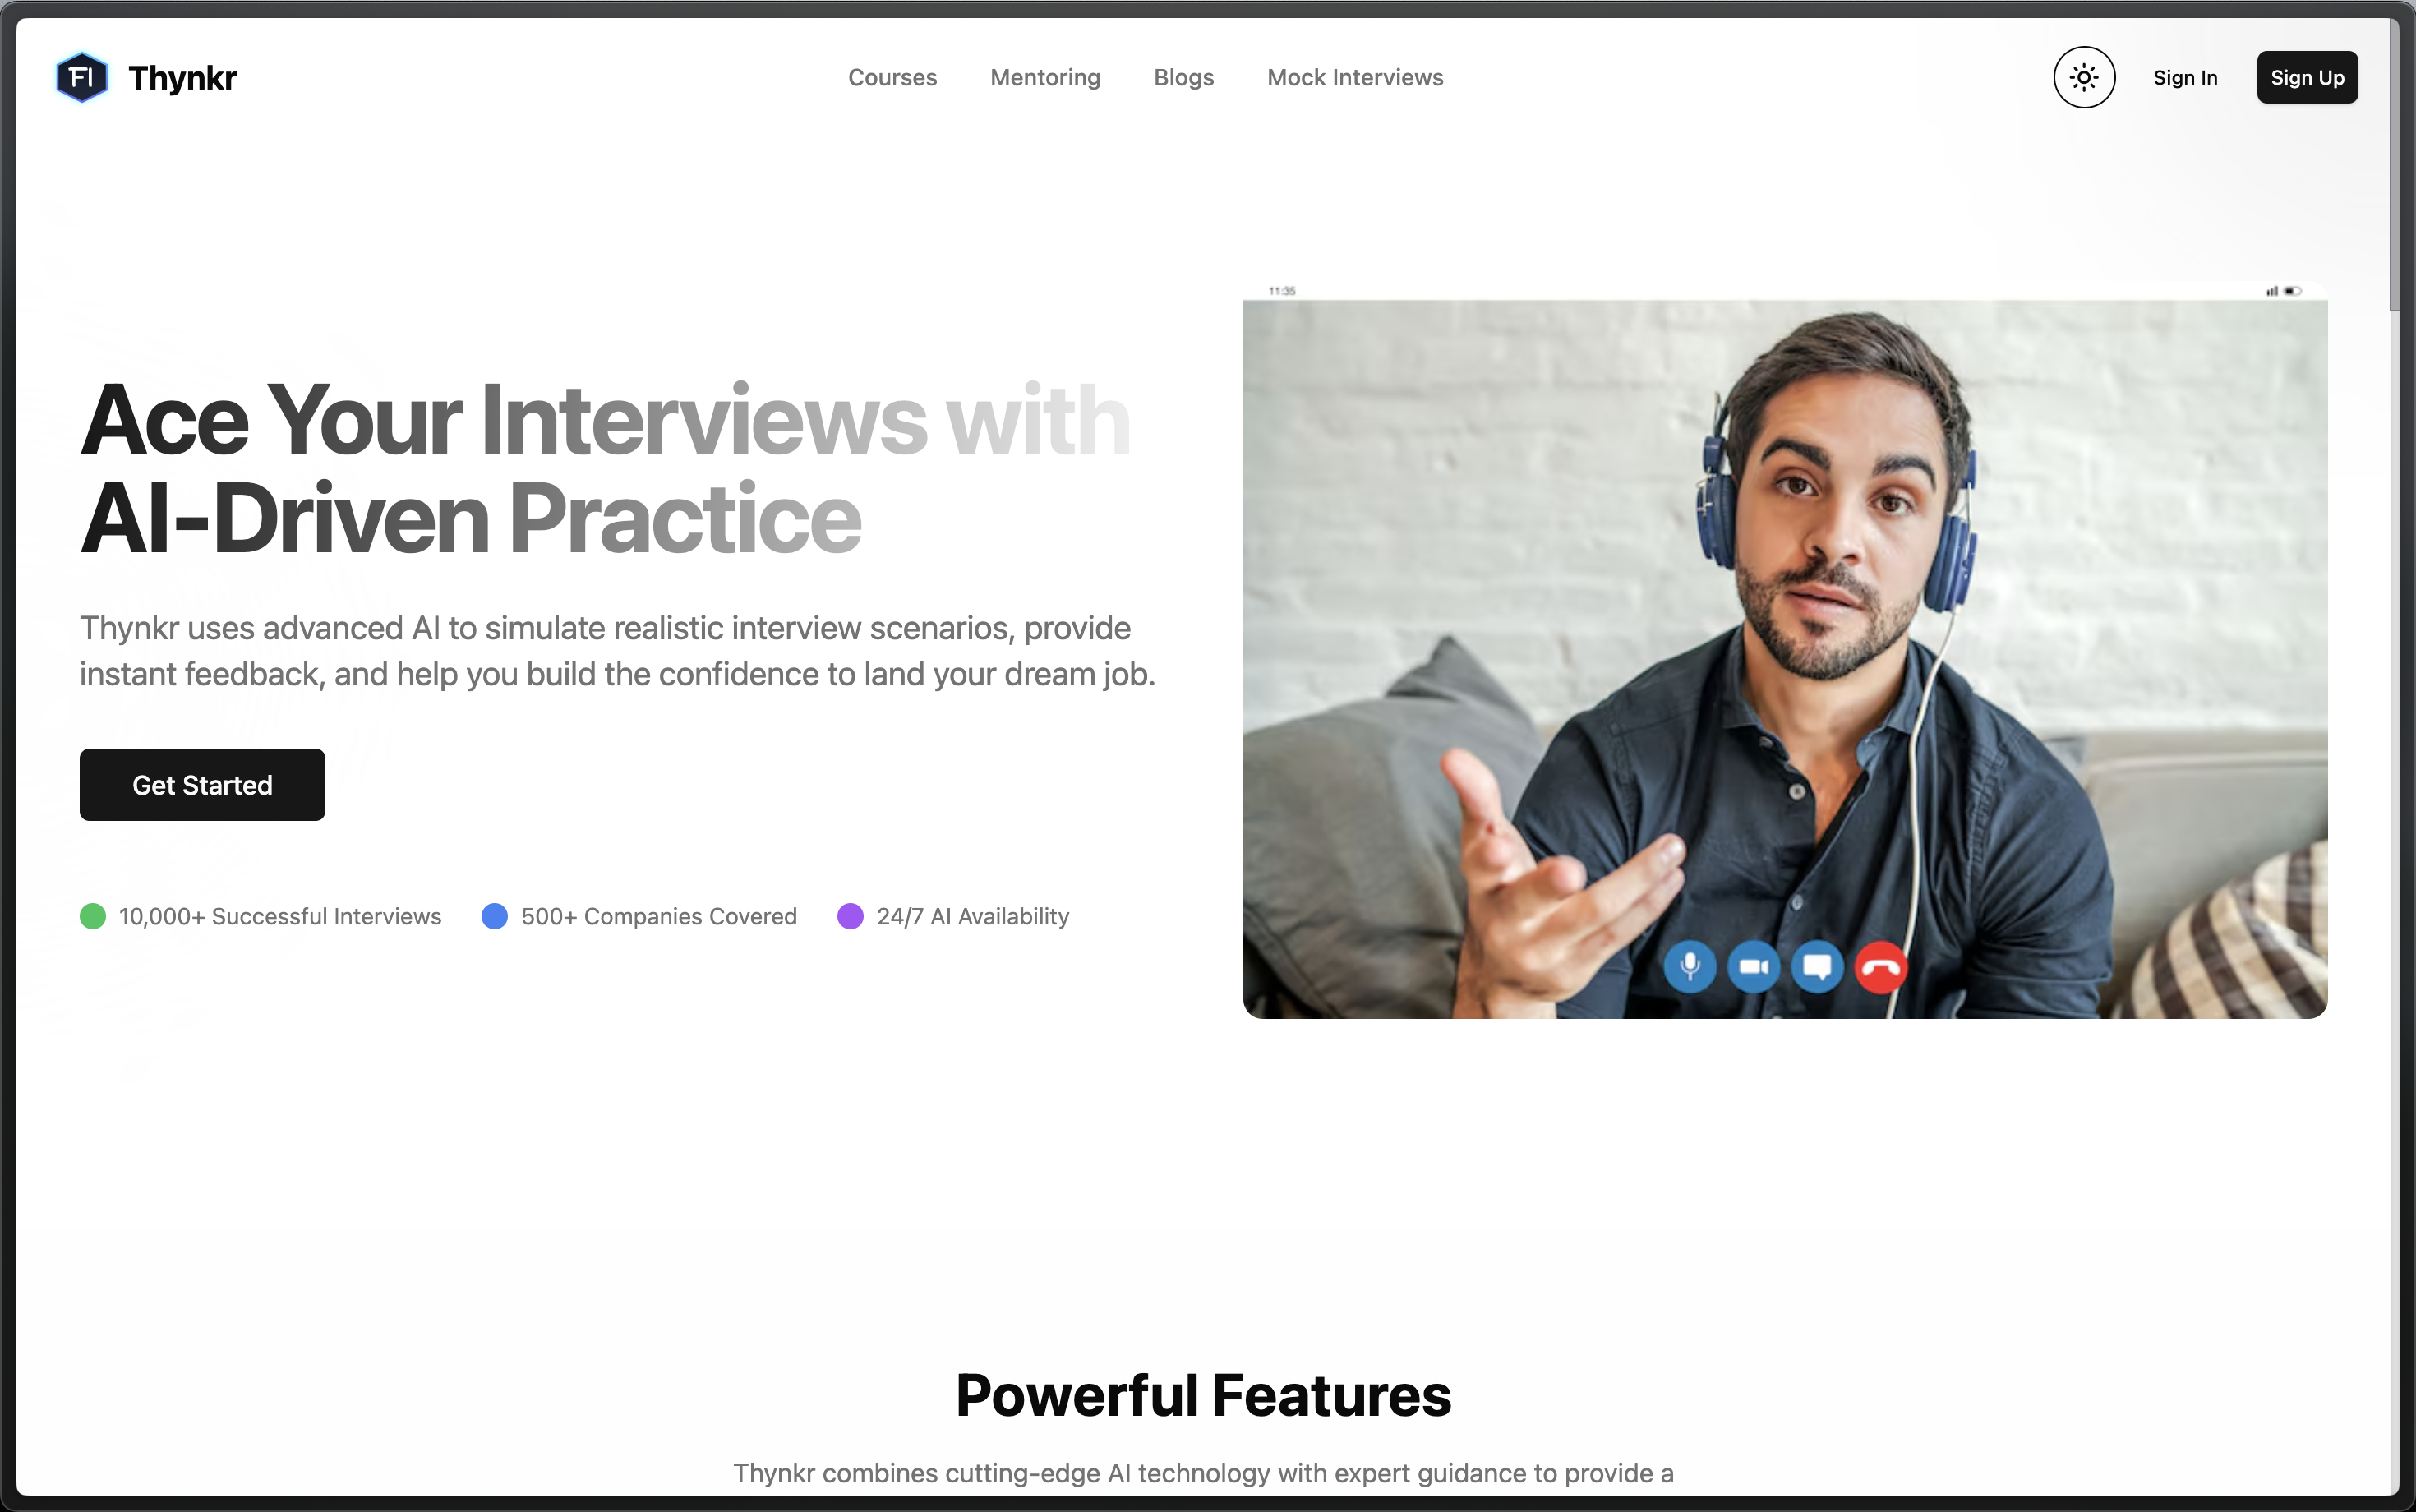 FI
Thynkr
Courses
Mentoring
Blogs
Mock Interviews
Sign In
Sign Up
11:35
Ace Your Interviews with
AI-Driven Practice
Thynkr uses advanced AI to simulate realistic interview scenarios, provide
instant feedback, and help you build the confidence to land your dream job.
Get Started
10,000+ Successful Interviews
500+ Companies Covered
24/7 AI Availability
Powerful Features
Thynkr combines cutting-edge AI technology with expert guidance to provide a